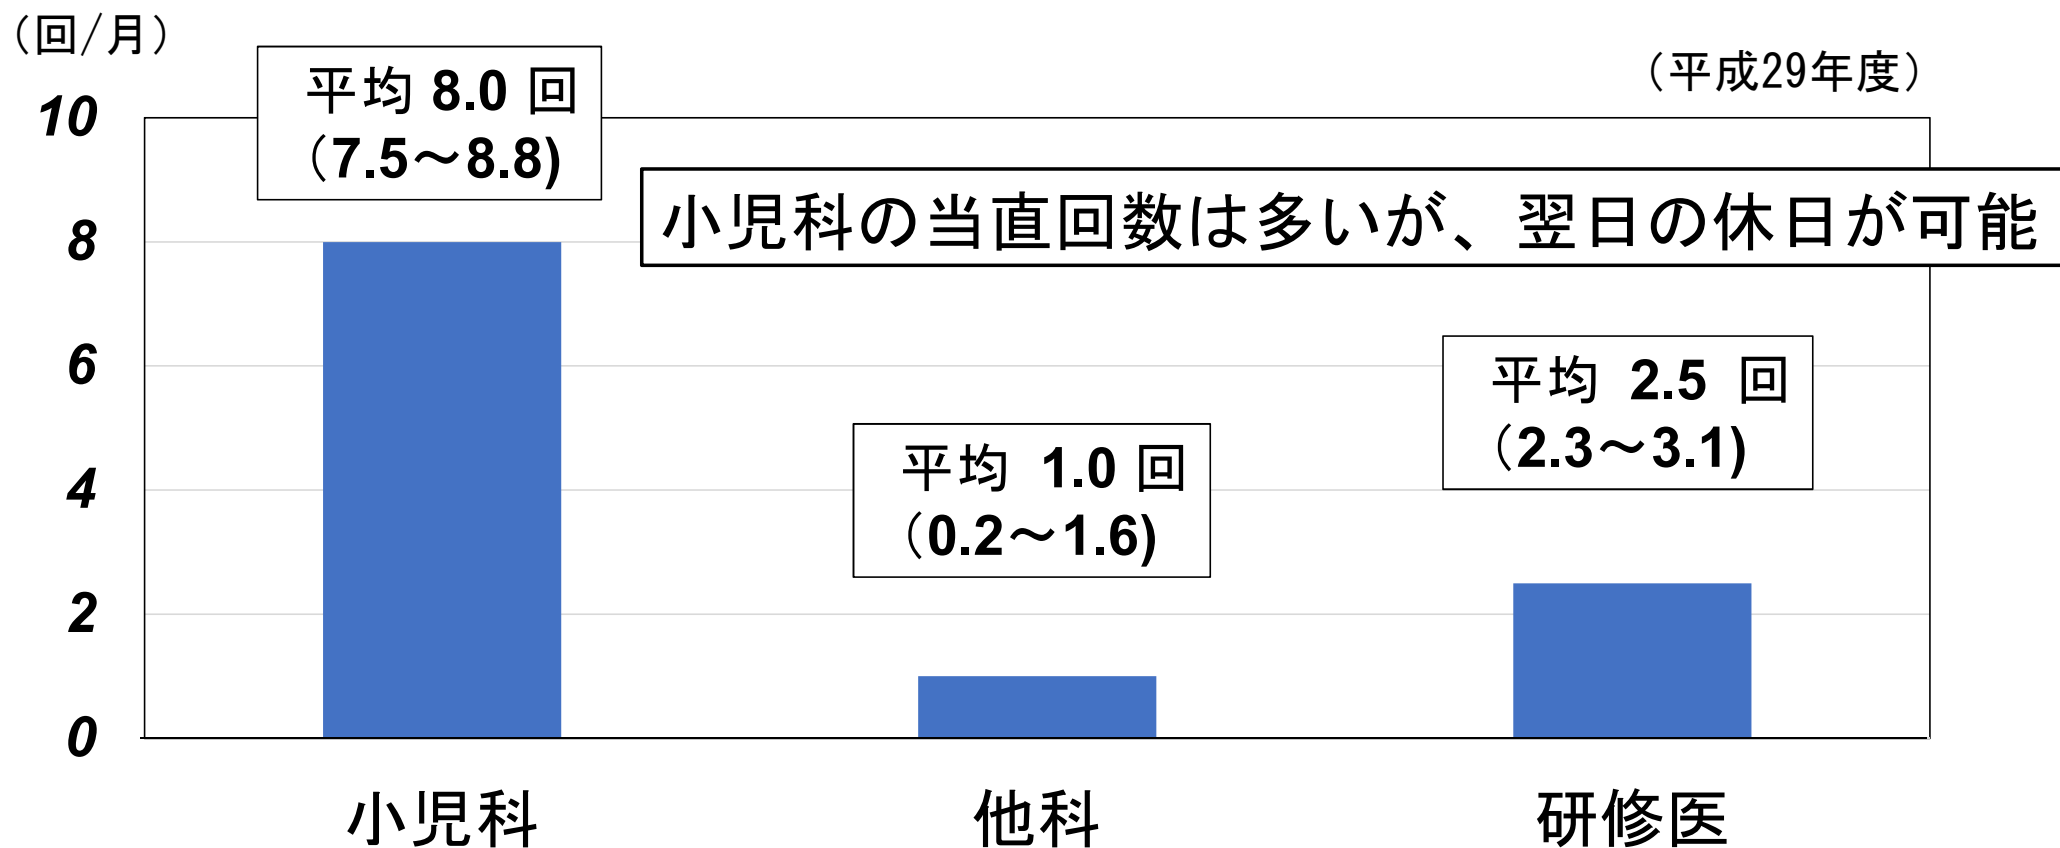 （回/月）
（平成29年度）
平均 8.0 回
（7.5～8.8)
小児科の当直回数は多いが、翌日の休日が可能
平均 2.5 回
（2.3～3.1)
平均 1.0 回
（0.2～1.6)
10
8
6
4
2
0
小児科
他科
研修医